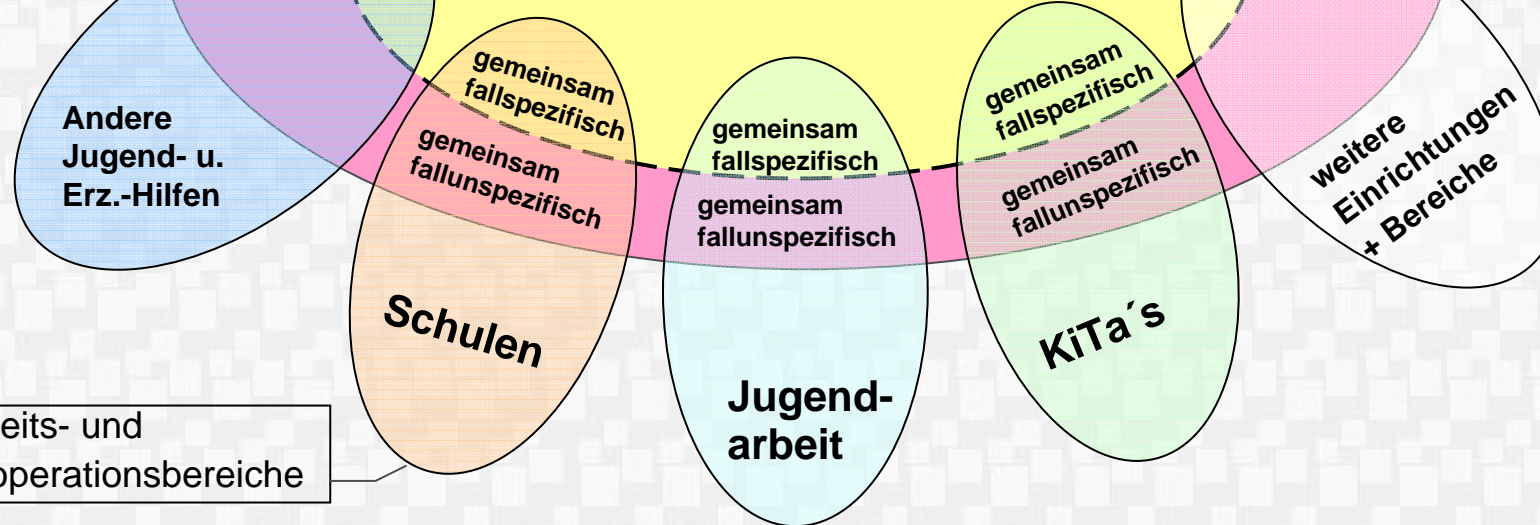 Andere
Jugend- u.
Erz.-Hilfen
gemeinsam
fallspezifisch
gemeinsam
fallunspezifisch
Schulen
gemeinsam
fallspezifisch
gemeinsam
fallunspezifisch
Jugend-
arbeit
gemeinsam
fallspezifisch
gemeinsam
fallunspezifisch
KiTa´s
weitere
Einrichtungen
+ Bereiche
eits- und
operationsbereiche